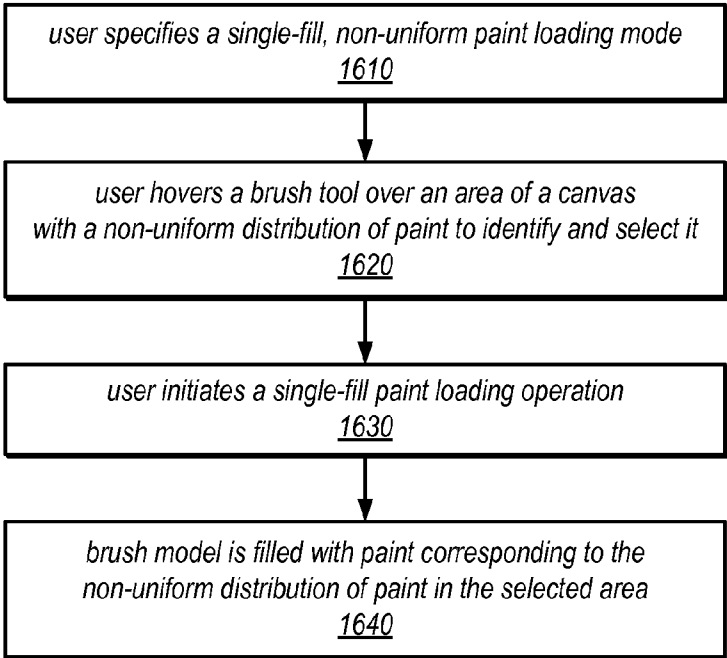 user specifies a single-fill, non-uniform paint loading mode
1610
user hovers a brush tool over an area of a canvas
with a non-uniform distribution of paint to identify and select it
1620
user initiates a single-fill paint loading operation
1630
brush model is filled with paint corresponding to the
non-uniform distribution of paint in the selected area
1640